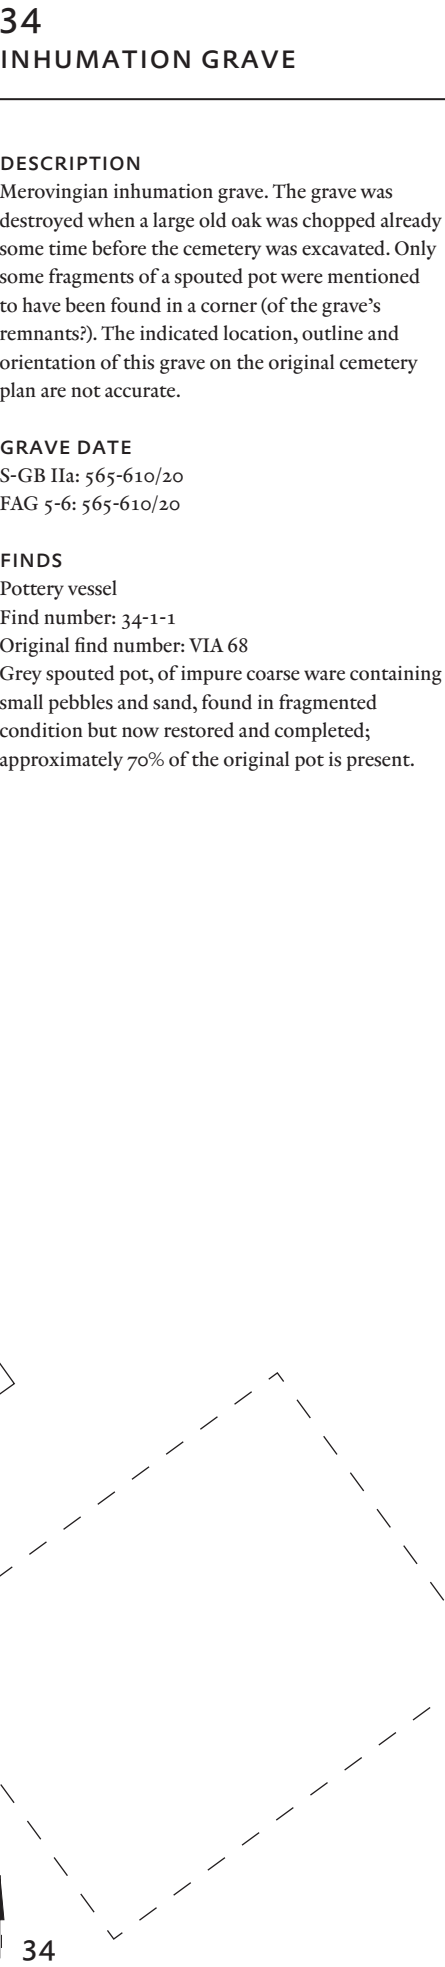 34
INHUMATION GRAVE
DESCRIPTION
Merovingian inhumation grave. The grave was
destroyed when a large old oak was chopped already
some time before the cemetery was excavated. Only
some fragments of a spouted pot were mentioned
to have been found in a corner (of the grave’s
remnants?). The indicated location, outline and
orientation of this grave on the original cemetery
plan are not accurate.
GRAVE DATE
S-GB IIa: 565-610/20
FAG 5-6: 565-610/20
FINDS
Pottery vessel
Find number: 34-1-1
Original find number: VIA 68
Grey spouted pot, of impure coarse ware containing
small pebbles and sand, found in fragmented
condition but now restored and completed;
approximately 70% of the original pot is present.
34